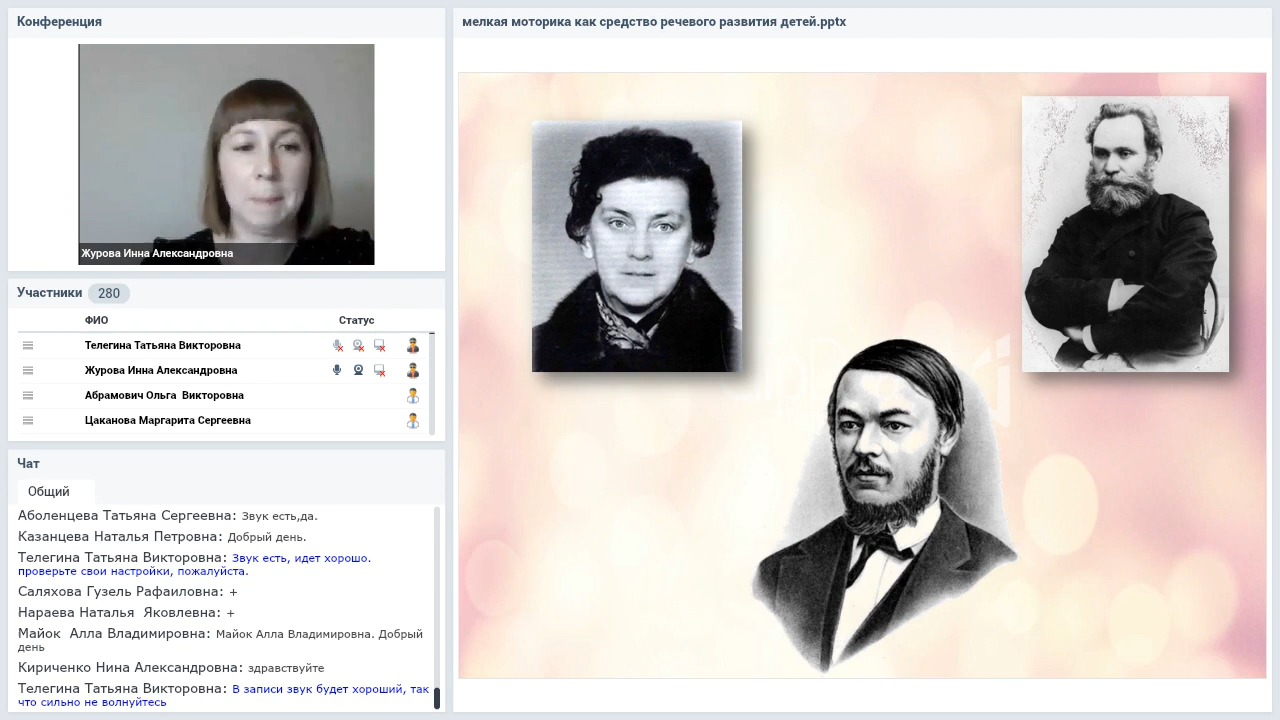 Конференция
Журова Инна Александровна
Участники 280
ФИО Статус
Телегина Татьяна Викторовна
Журова Инна Александровна
Абрамович Ольга  Викторовна
Цаканова Маргарита Сергеевна
Чат
Общий
Аболенцева Татьяна Сергеевна: Звук есть,да.
Казанцева Наталья Петровна: Добрый день.
Телегина Татьяна Викторовна: Звук есть, идет хорошо.
проверьте свои настройки, пожалуйста.
Саляхова Гузель Рафаиловна: +
Нараева Наталья  Яковлевна: +
Майок  Алла Владимировна: Майок Алла Владимировна. Добрый
день
Кириченко Нина Александровна: здравствуйте
Телегина Татьяна Викторовна: В записи звук будет хороший, так
что сильно не волнуйтесь
мелкая моторика как средство речевого развития детей.pptx